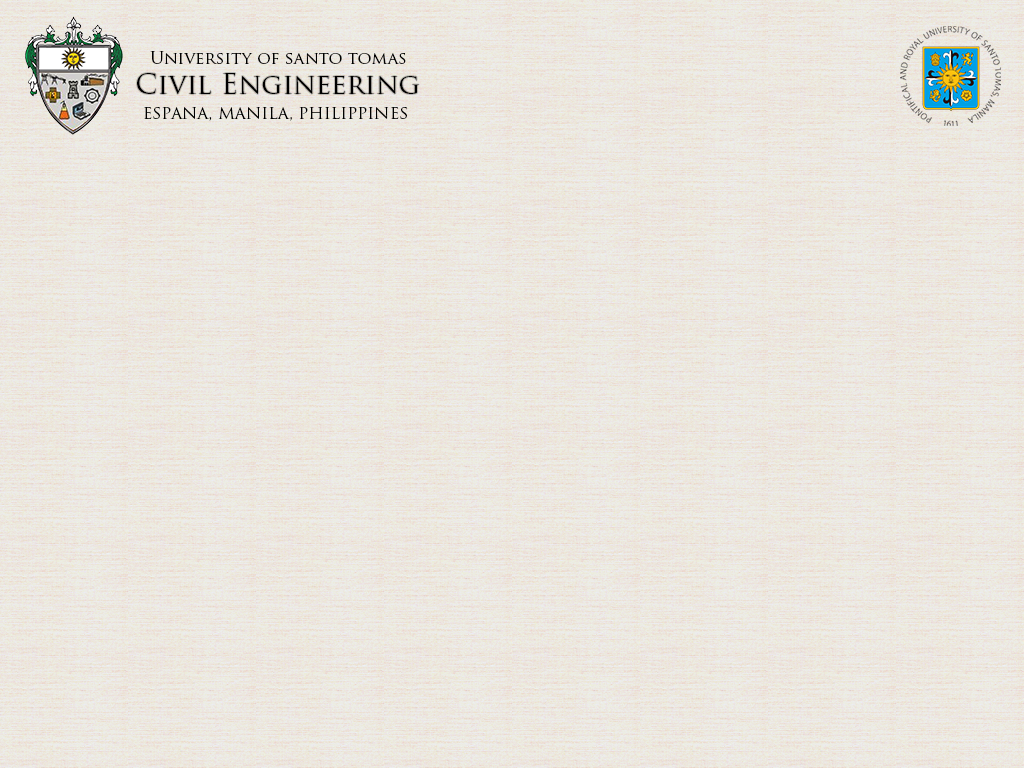 University of santo tomas
Civil Engineering
espana, manila, philippines
PONTIFICAL AND ROYAL UNIVERSITY OF SANTO TOMAS, MANILA
1611